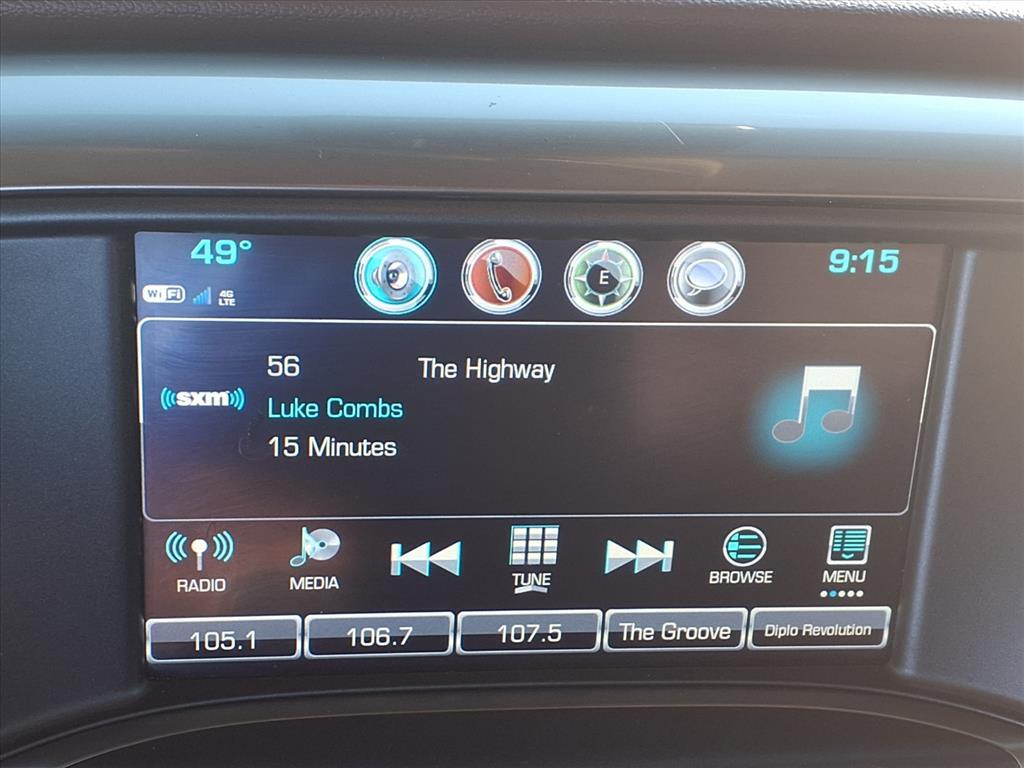 49°
9:15
E
WiFi
4G
LTE
56
The Highway
((sxm))
Luke Combs
15 Minutes
RADIO
MEDIA
TUNE
BROWSE
MENU
105.1
106.7
107.5
The Groove
Diplo Revolution